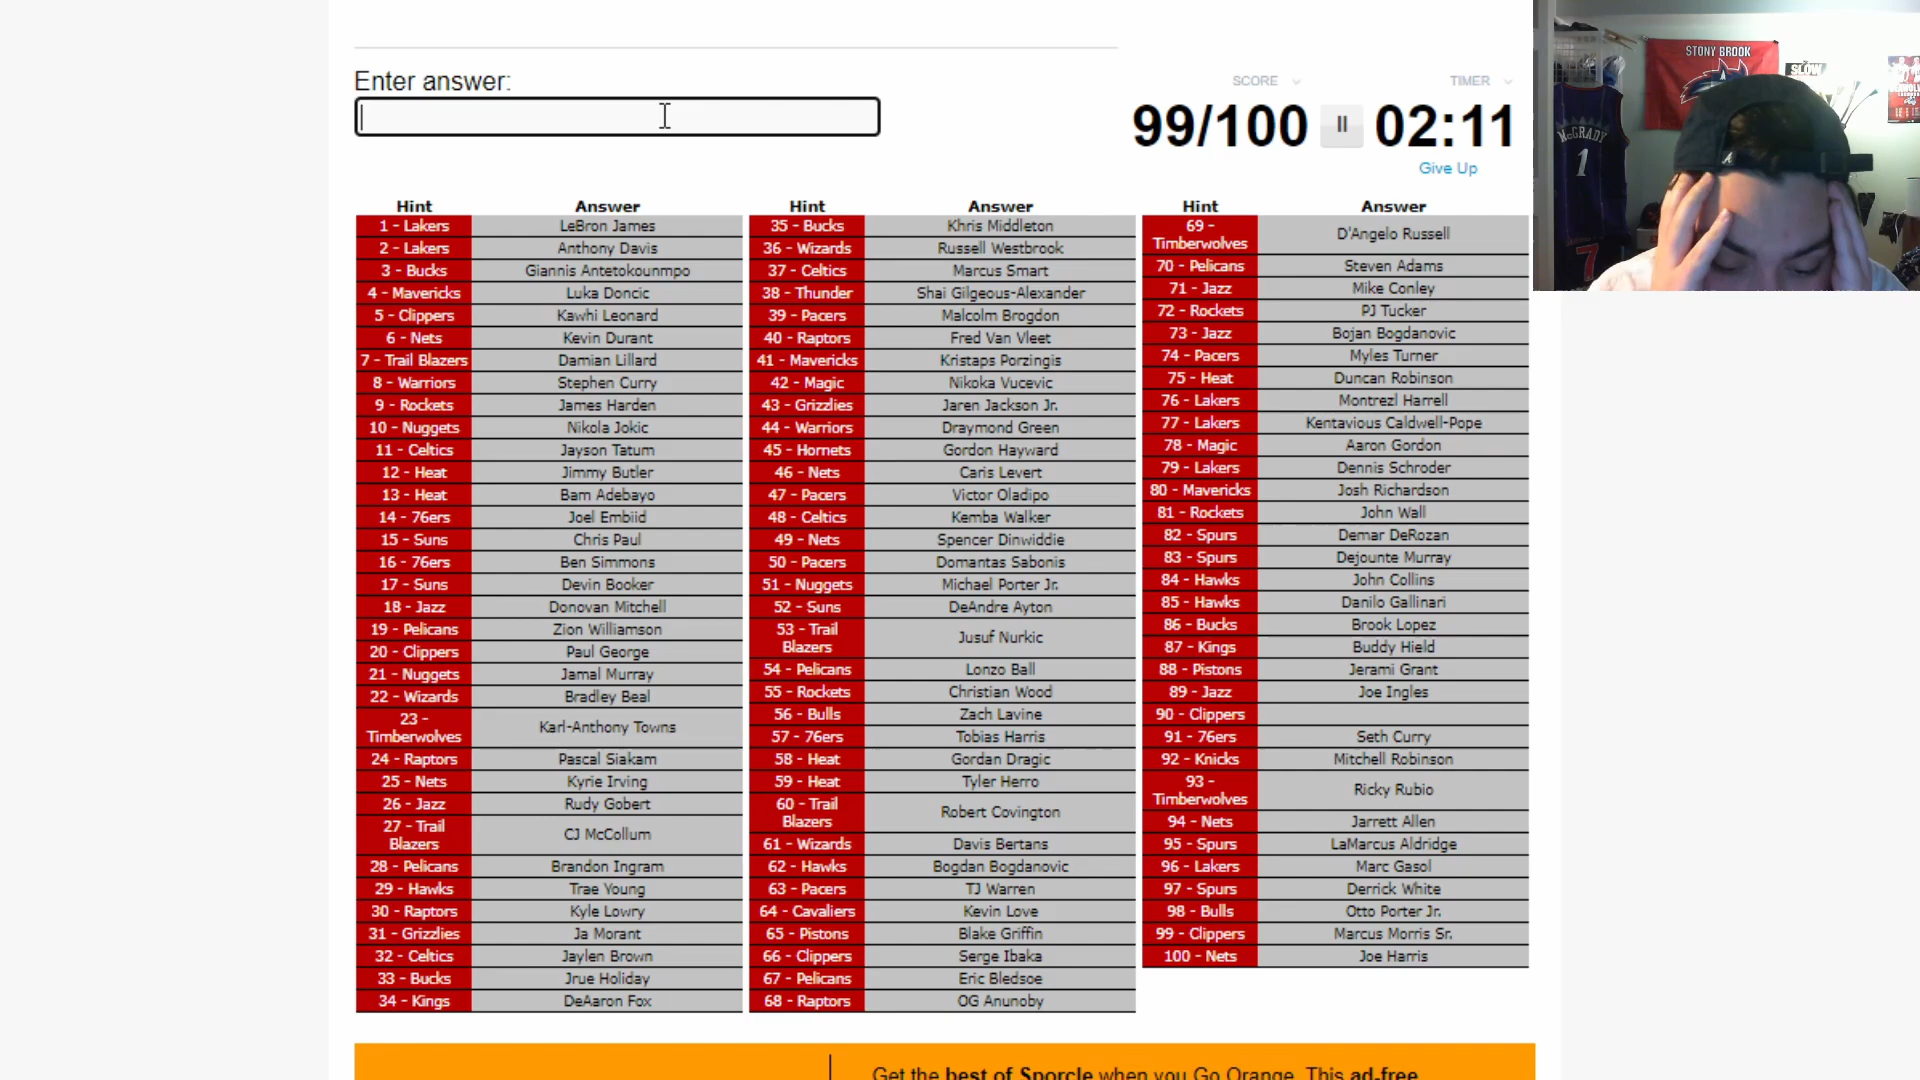 Enter answer:
SCORE
TIMER
99/100
02:11
Give Up
Hint Answer
1 - Lakers LeBron James
2 - Lakers Anthony Davis
3 - Bucks Giannis Antetokounmpo
4 - Mavericks Luka Doncic
5 - Clippers Kawhi Leonard
6 - Nets Kevin Durant
7 - Trail Blazers Damian Lillard
8 - Warriors Stephen Curry
9 - Rockets James Harden
10 - Nuggets Nikola Jokic
11 - Celtics Jayson Tatum
12 - Heat Jimmy Butler
13 - Heat Bam Adebayo
14 - 76ers Joel Embiid
15 - Suns Chris Paul
16 - 76ers Ben Simmons
17 - Suns Devin Booker
18 - Jazz Donovan Mitchell
19 - Pelicans Zion Williamson
20 - Clippers Paul George
21 - Nuggets Jamal Murray
22 - Wizards Bradley Beal
23 -
Timberwolves Karl-Anthony Towns
24 - Raptors Pascal Siakam
25 - Nets Kyrie Irving
26 - Jazz Rudy Gobert
27 - Trail
Blazers CJ McCollum
28 - Pelicans Brandon Ingram
29 - Hawks Trae Young
30 - Raptors Kyle Lowry
31 - Grizzlies Ja Morant
32 - Celtics Jaylen Brown
33 - Bucks Jrue Holiday
34 - Kings DeAaron Fox
Hint Answer
35 - Bucks Khris Middleton
36 - Wizards Russell Westbrook
37 - Celtics Marcus Smart
38 - Thunder Shai Gilgeous-Alexander
39 - Pacers Malcolm Brogdon
40 - Raptors Fred Van Vleet
41 - Mavericks Kristaps Porzingis
42 - Magic Nikoka Vucevic
43 - Grizzlies Jaren Jackson Jr.
44 - Warriors Draymond Green
45 - Hornets Gordon Hayward
46 - Nets Caris Levert
47 - Pacers Victor Oladipo
48 - Celtics Kemba Walker
49 - Nets Spencer Dinwiddie
50 - Pacers Domantas Sabonis
51 - Nuggets Michael Porter Jr.
52 - Suns DeAndre Ayton
53 - Trail
Blazers Jusuf Nurkic
54 - Pelicans Lonzo Ball
55 - Rockets Christian Wood
56 - Bulls Zach Lavine
57 - 76ers Tobias Harris
58 - Heat Gordan Dragic
59 - Heat Tyler Herro
60 - Trail
Blazers Robert Covington
61 - Wizards Davis Bertans
62 - Hawks Bogdan Bogdanovic
63 - Pacers TJ Warren
64 - Cavaliers Kevin Love
65 - Pistons Blake Griffin
66 - Clippers Serge Ibaka
67 - Pelicans Eric Bledsoe
68 - Raptors OG Anunoby
Hint Answer
69 -
Timberwolves D'Angelo Russell
70 - Pelicans Steven Adams
71 - Jazz Mike Conley
72 - Rockets PJ Tucker
73 - Jazz Bojan Bogdanovic
74 - Pacers Myles Turner
75 - Heat Duncan Robinson
76 - Lakers Montrezl Harrell
77 - Lakers Kentavious Caldwell-Pope
78 - Magic Aaron Gordon
79 - Lakers Dennis Schroder
80 - Mavericks Josh Richardson
81 - Rockets John Wall
82 - Spurs Demar DeRozan
83 - Spurs Dejounte Murray
84 - Hawks John Collins
85 - Hawks Danilo Gallinari
86 - Bucks Brook Lopez
87 - Kings Buddy Hield
88 - Pistons Jerami Grant
89 - Jazz Joe Ingles
90 - Clippers
91 - 76ers Seth Curry
92 - Knicks Mitchell Robinson
93 -
Timberwolves Ricky Rubio
94 - Nets Jarrett Allen
95 - Spurs LaMarcus Aldridge
96 - Lakers Marc Gasol
97 - Spurs Derrick White
98 - Bulls Otto Porter Jr.
99 - Clippers Marcus Morris Sr.
100 - Nets Joe Harris
Get the best of Sporcle when you Go Orange. This ad-free
STONY BROOK
SLOW
McGRADY
1
7
A